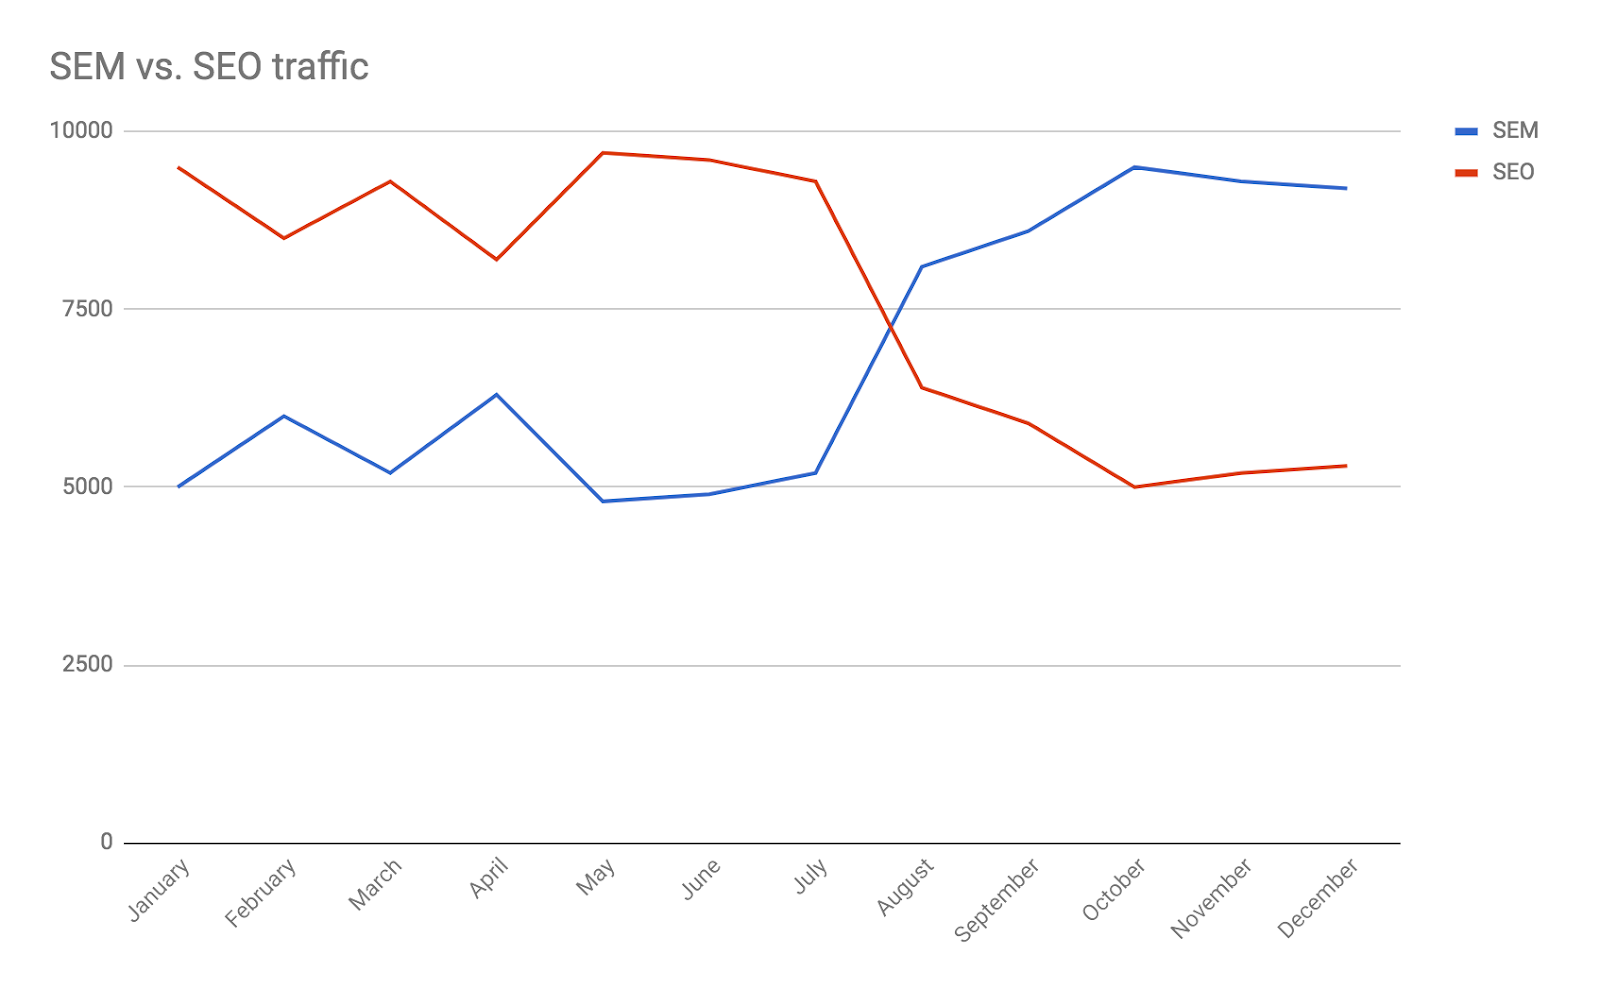 SEM vs. SEO traffic
10000
7500
5000
2500
0
SEM
SEO
January
February
March
April
May
June
July
August
September
October
November
December